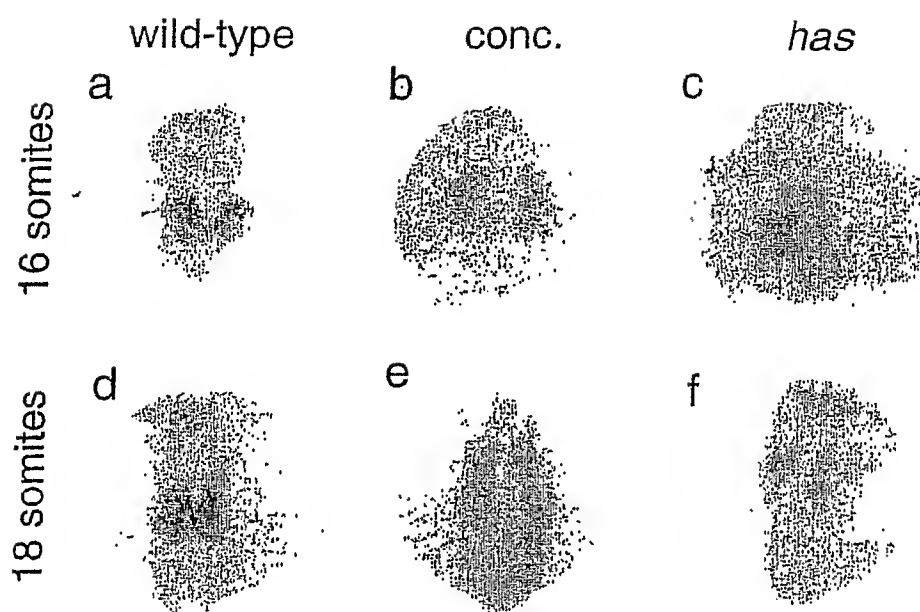 wild-type conc. has
a b c
16 somites
d e f
18 somites